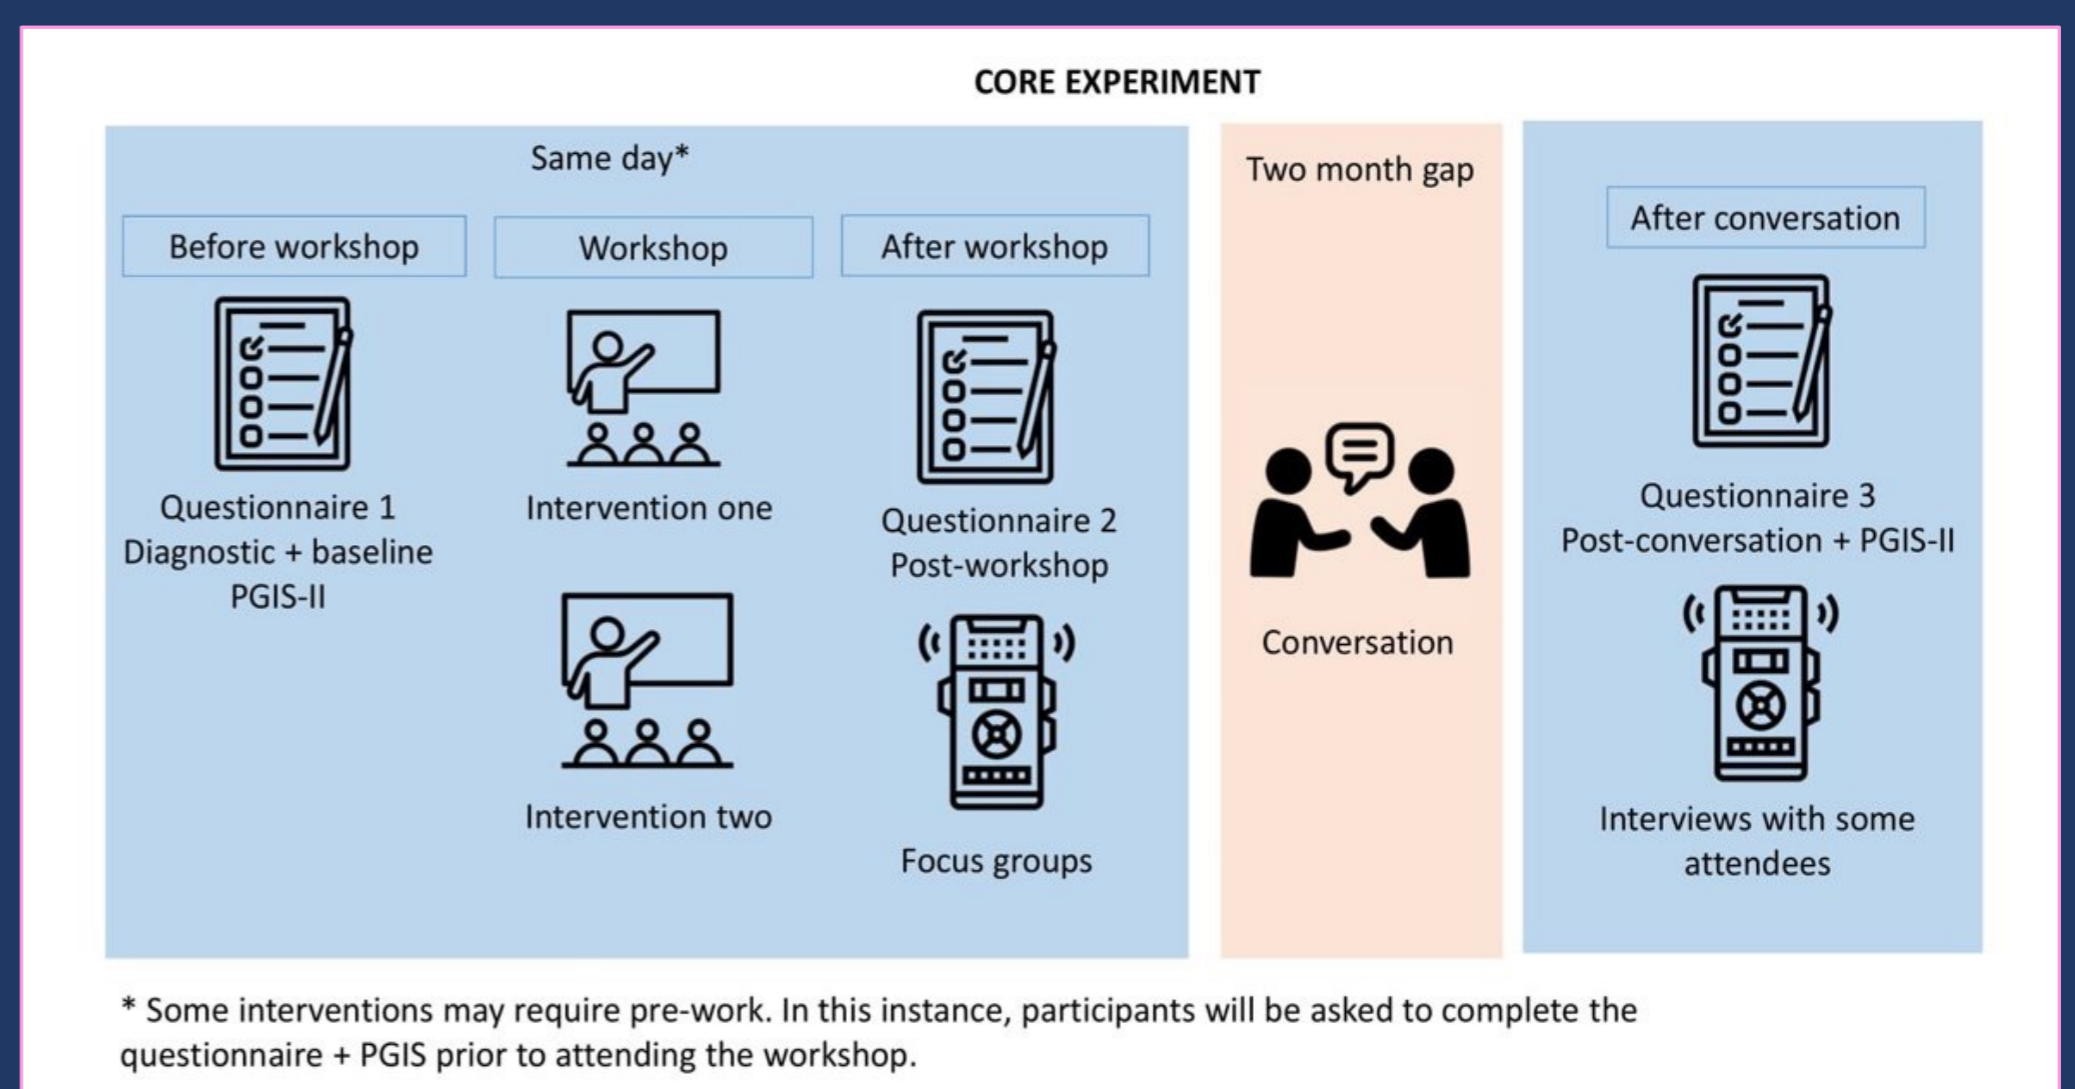 CORE EXPERIMENT
Same day*
Before workshop
Questionnaire 1
Diagnostic + baseline
PGIS-II
Workshop
Intervention one
Intervention two
After workshop
Questionnaire 2
Post-workshop
Focus groups
Two month gap
Conversation
After conversation
Questionnaire 3
Post-conversation + PGIS-II
Interviews with some
attendees
* Some interventions may require pre-work. In this instance, participants will be asked to complete the
questionnaire + PGIS prior to attending the workshop.